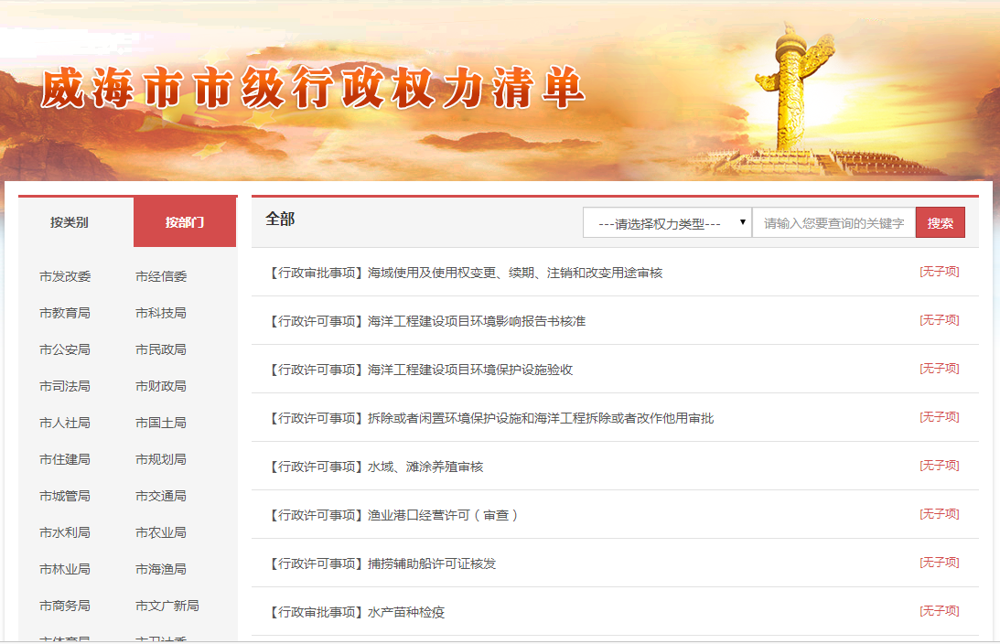 威海市市级行政权力清单
按类别 按部门
全部 ---请选择权力类型--- 请输入您要查询的关键字 搜索
市发改委 市经信委
市教育局 市科技局
市公安局 市民政局
市司法局 市财政局
市人社局 市国土局
市住建局 市规划局
市城管局 市交通局
市水利局 市农业局
市林业局 市海渔局
市商务局 市文广新局
市体育局 市卫计委
【行政审批事项】海域使用及使用权变更、续期、注销和改变用途审核 [无子项]
【行政许可事项】海洋工程建设项目环境影响报告书核准 [无子项]
【行政许可事项】海洋工程建设项目环境保护设施验收 [无子项]
【行政许可事项】拆除或者闲置环境保护设施和海洋工程拆除或者改作他用审批 [无子项]
【行政许可事项】水域、滩涂养殖审核 [无子项]
【行政许可事项】渔业港口经营许可（审查） [无子项]
【行政许可事项】捕捞辅助船许可证核发 [无子项]
【行政审批事项】水产苗种检疫 [无子项]